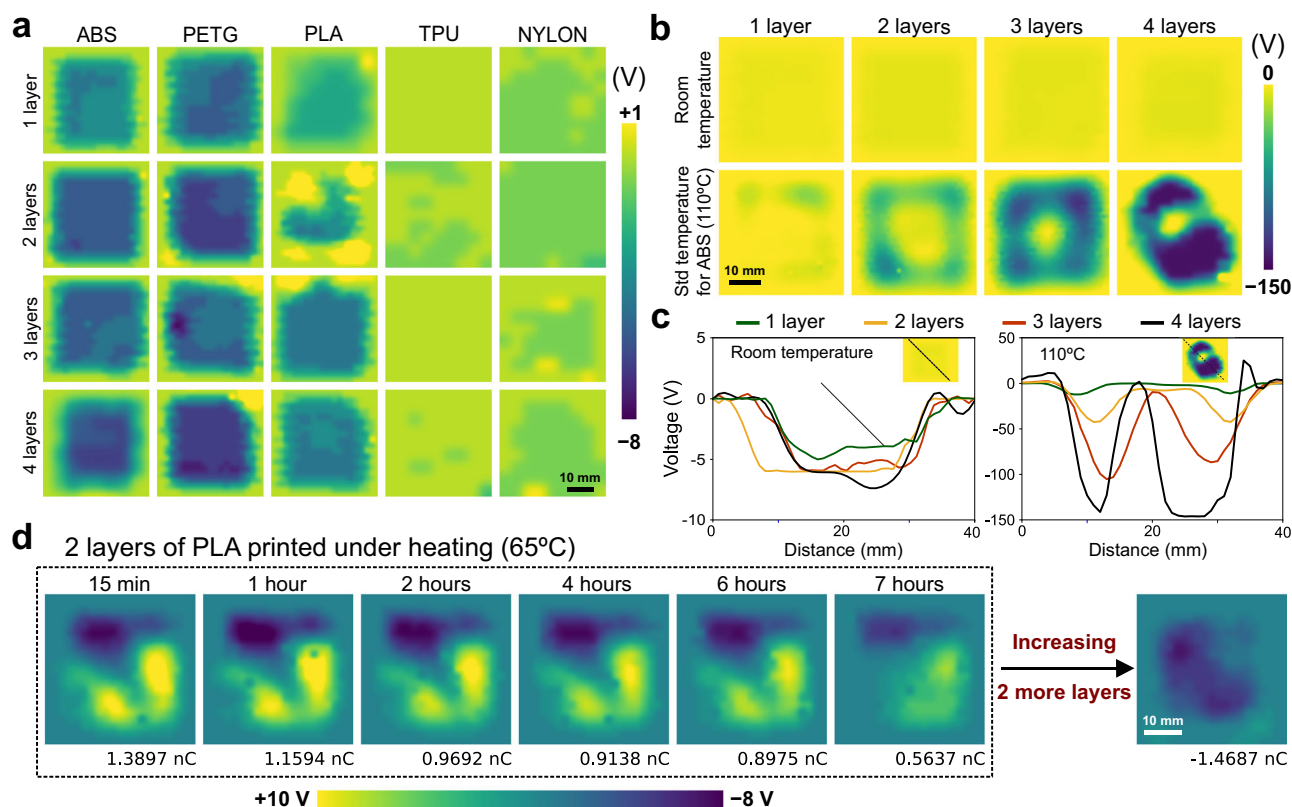 a
ABS PETG PLA TPU NYLON
(V)
+1
−8
1 layer
2 layers
3 layers
4 layers
10 mm
b
1 layer 2 layers 3 layers 4 layers
(V)
0
−150
Room
temperature
Std temperature
for ABS (110ºC)
10 mm
c
1 layer 2 layers 3 layers 4 layers
Room temperature
5
0
-5
-10
Voltage (V)
0 20 40
Distance (mm)
110ºC
50
0
-50
-100
-150
0 20 40
Distance (mm)
d
2 layers of PLA printed under heating (65ºC)
15 min 1 hour 2 hours 4 hours 6 hours 7 hours
1.3897 nC 1.1594 nC 0.9692 nC 0.9138 nC 0.8975 nC 0.5637 nC
Increasing
2 more layers
10 mm
-1.4687 nC
+10 V −8 V